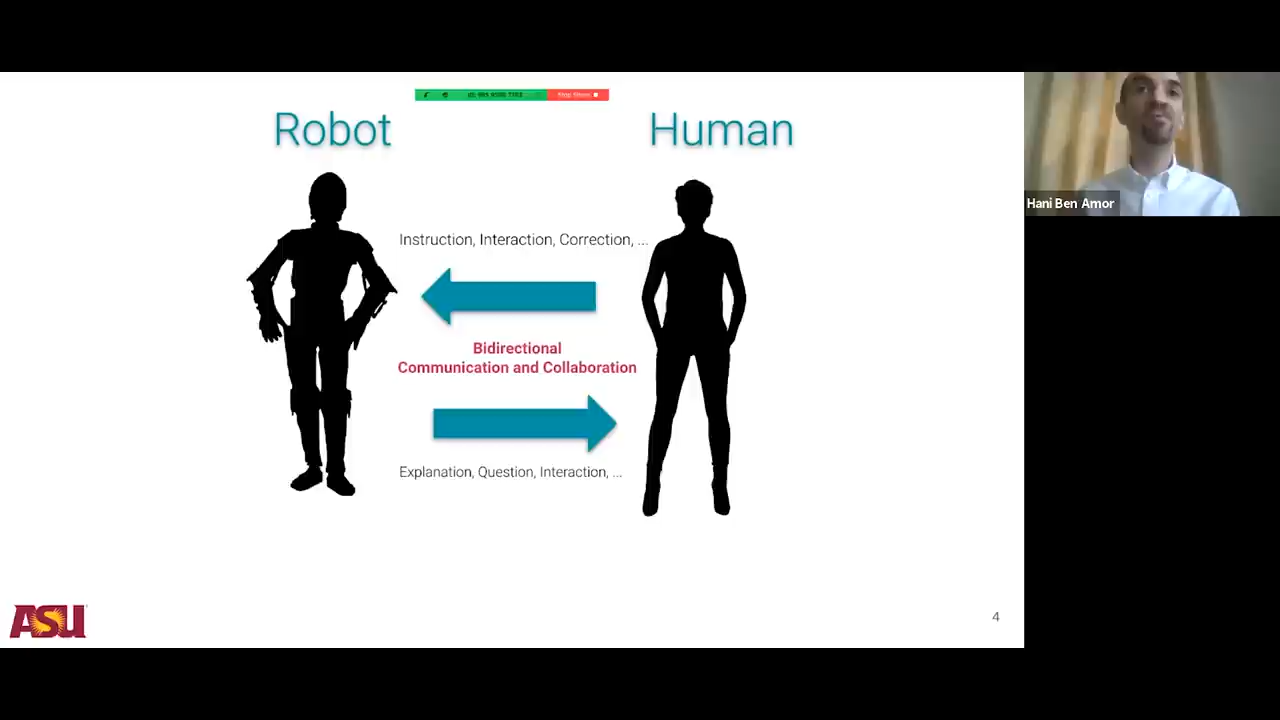 Robot
Human
Instruction, Interaction, Correction, ...
Bidirectional
Communication and Collaboration
Explanation, Question, Interaction, ...
ASU
4
Hani Ben Amor